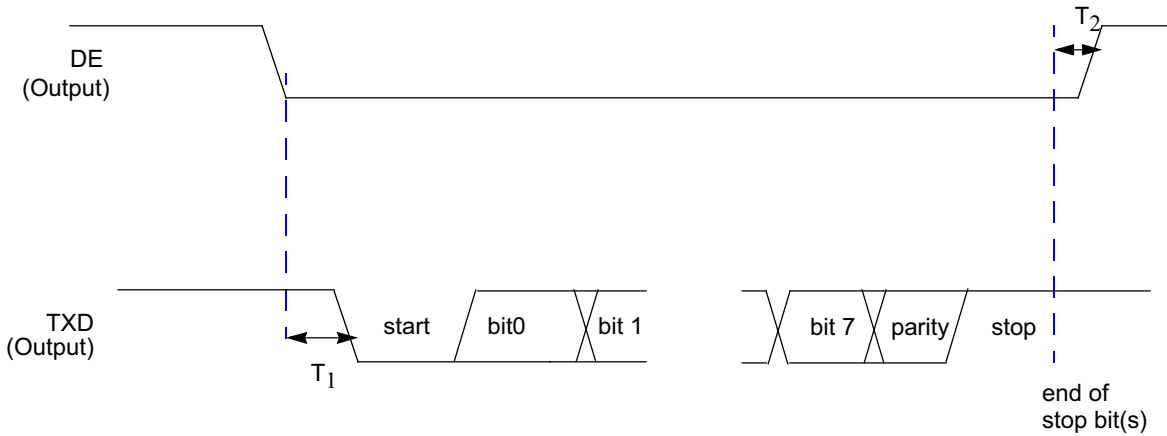 T2
DE
(Output)
TXD
(Output)
start
bit0
bit 1
bit 7
parity
stop
T1
end of
stop bit(s)